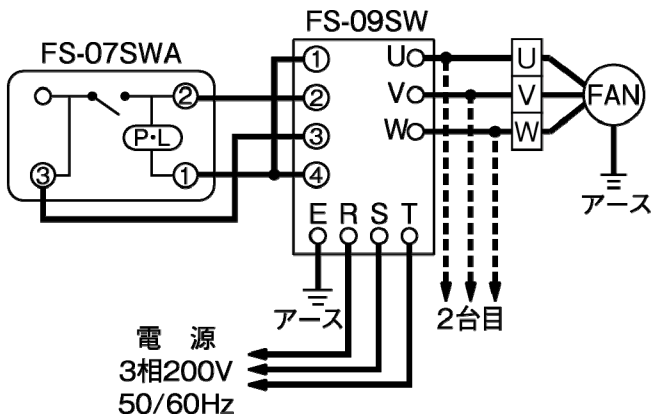 FS-09SW
FS-07SWA
① U U
② ② V V FAN
P・L
③ W W
③ ① ④
E R S T
アース
アース
2台目
電 源
3相200V
50/60Hz